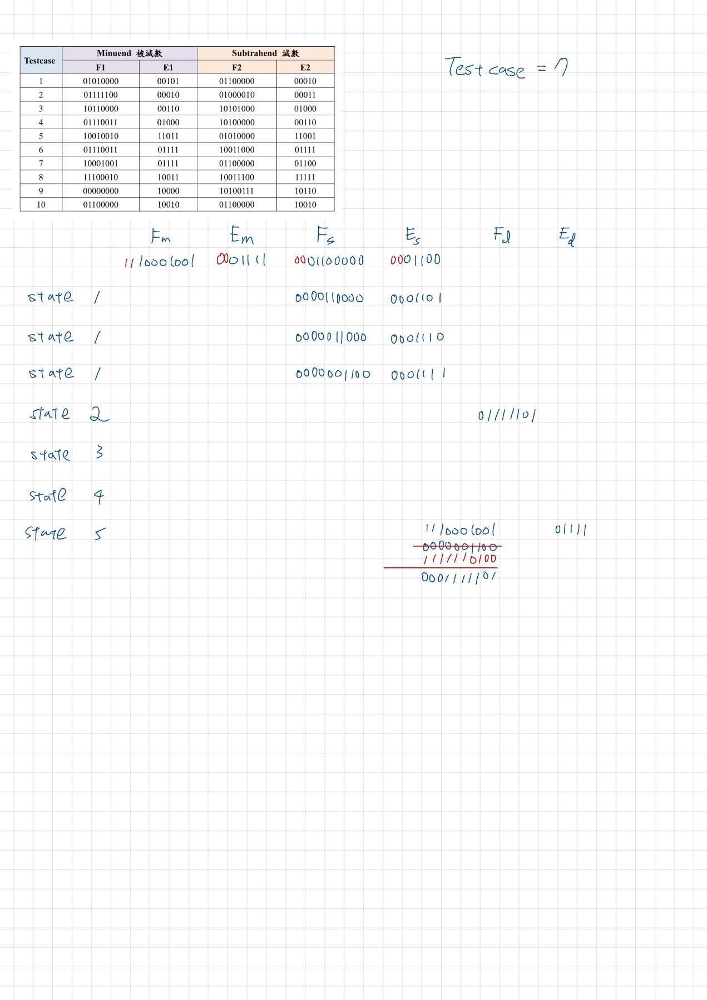 Testcase Minuend 被減數 Subtrahend 減數
F1 E1 F2 E2
1 01010000 00101 01100000 00010
2 01111100 00010 01000010 00011
3 10110000 00110 10101000 01000
4 01110011 01000 10100000 00110
5 10010010 11011 01010000 11001
6 01110011 01111 10011000 01111
7 10001001 01111 01100000 01100
8 11100010 10011 10011100 11111
9 00000000 10000 10100111 10110
10 01100000 10010 01100000 10010
Testcase = 7
Fm Em Fs Es Fd Ed
1110001001 0001111 0001100000 0001100
state 1 0000110000 0001101
state 1 0000011000 0001110
state 1 0000001100 0001111
state 2 01111101
state 3
state 4
state 5 1110001001 01111
0000001100
1111110100
0001111101